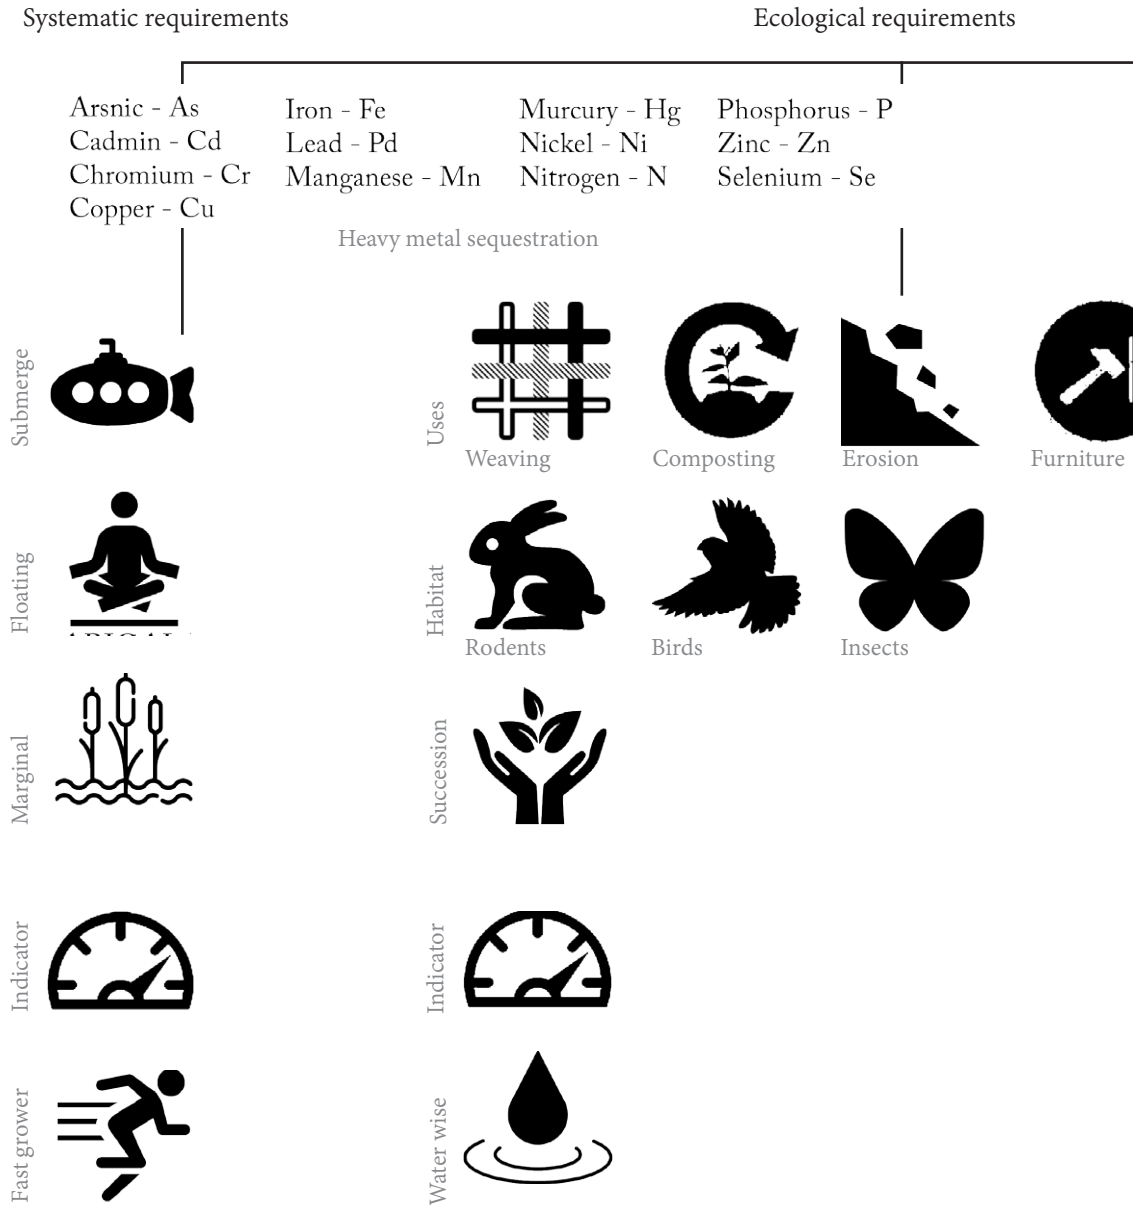 Systematic requirements
Ecological requirements
Arsnic - As
Cadmin - Cd
Chromium - Cr
Copper - Cu
Iron - Fe
Lead - Pd
Manganese - Mn
Murcury - Hg
Nickel - Ni
Nitrogen - N
Phosphorus - P
Zinc - Zn
Selenium - Se
Heavy metal sequestration
Submerge
Uses
Weaving
Composting
Erosion
Furniture
Floating
Habitat
Rodents
Birds
Insects
Marginal
Succession
Indicator
Indicator
Fast grower
Water wise